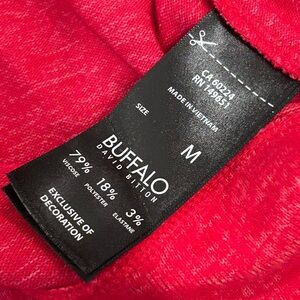 CA 60224
RN 149651
MADE IN VIETNAM
SIZE M
BUFFALO
DAVID BITTON
79% 18% 3%
VISCOSE POLYESTER ELASTANE
EXCLUSIVE OF
DECORATION